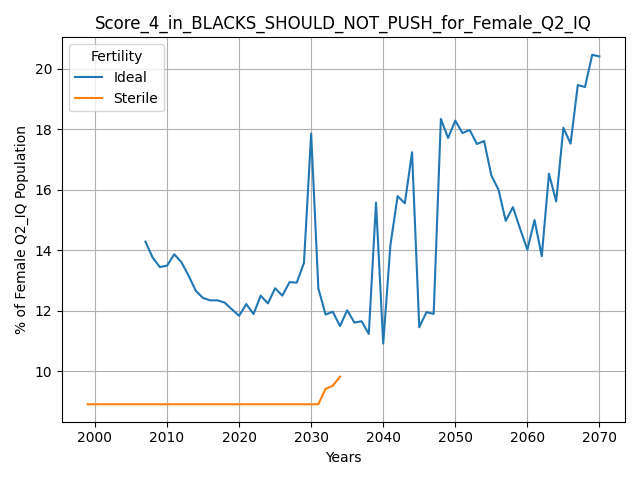 Score_4_in_BLACKS_SHOULD_NOT_PUSH_for_Female_Q2_IQ
Fertility
Ideal
Sterile
% of Female Q2_IQ Population
20
18
16
14
12
10
2000 2010 2020 2030 2040 2050 2060 2070
Years